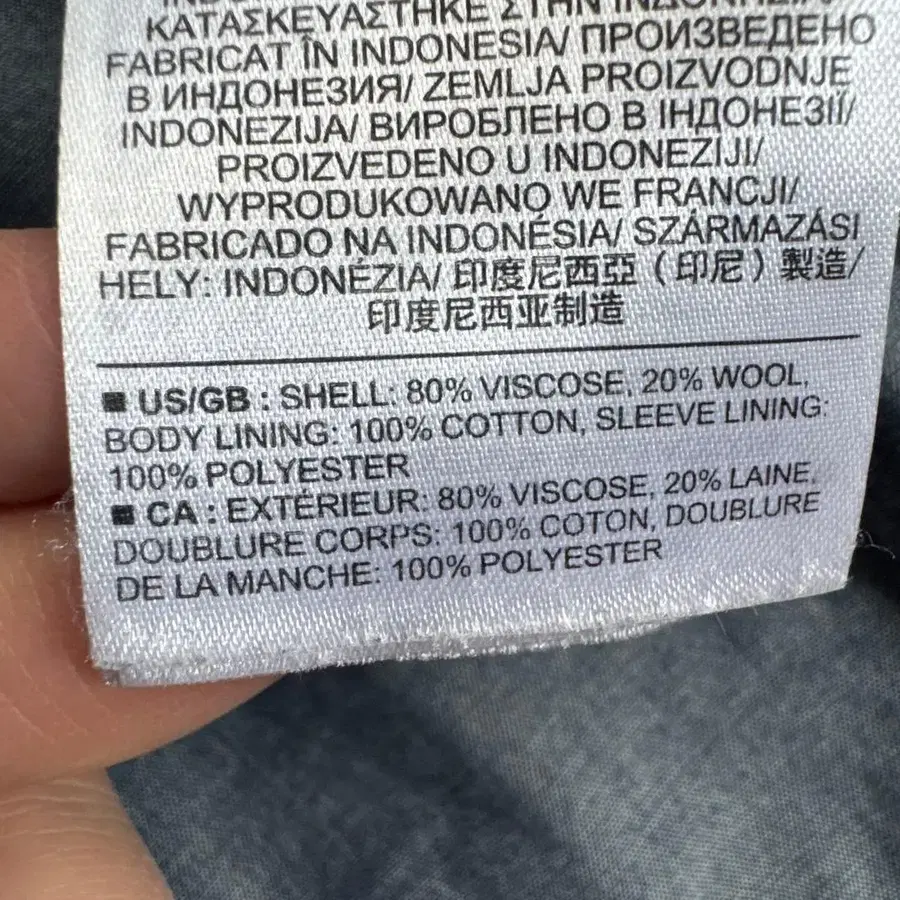 ΚΑΤΑΣΚΕΥΑΣΤΗΚΕ ΣΤΗΝ
FABRICAT ÎN INDONESIA/ ПРОИЗВЕДЕНО
В ИНДОНЕЗИЯ/ ZEMLJA PROIZVODNJE
INDONEZIJA/ ВИРОБЛЕНО В ІНДОНЕЗІЇ/
PROIZVEDENO U INDONEZIJI/
WYPRODUKOWANO WE FRANCJI/
FABRICADO NA INDONÉSIA/ SZÁRMAZÁSI
HELY: INDONÉZIA/ 印度尼西亞（印尼）製造/
印度尼西亚制造
■ US/GB : SHELL: 80% VISCOSE, 20% WOOL,
BODY LINING: 100% COTTON, SLEEVE LINING:
100% POLYESTER
■ CA : EXTÉRIEUR: 80% VISCOSE, 20% LAINE,
DOUBLURE CORPS: 100% COTON, DOUBLURE
DE LA MANCHE: 100% POLYESTER